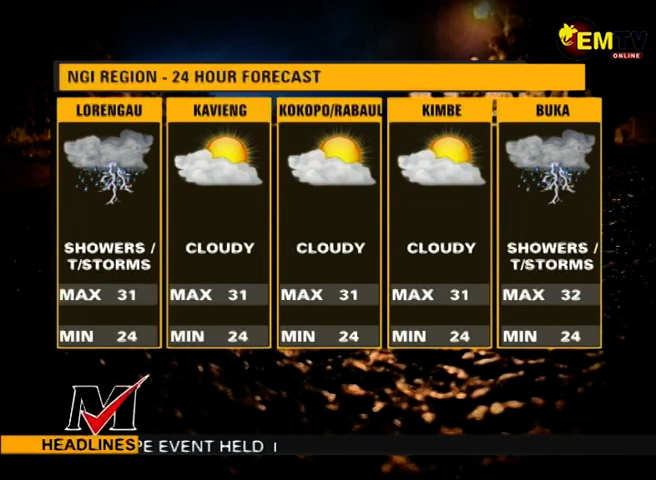 EMTV
ONLINE
NGI REGION - 24 HOUR FORECAST
LORENGAU
KAVIENG
KOKOPO/RABAUL
KIMBE
BUKA
SHOWERS /
T/STORMS
CLOUDY
CLOUDY
CLOUDY
SHOWERS /
T/STORMS
MAX 31
MAX 31
MAX 31
MAX 31
MAX 32
MIN 24
MIN 24
MIN 24
MIN 24
MIN 24
M
HEADLINES
EVENT HELD